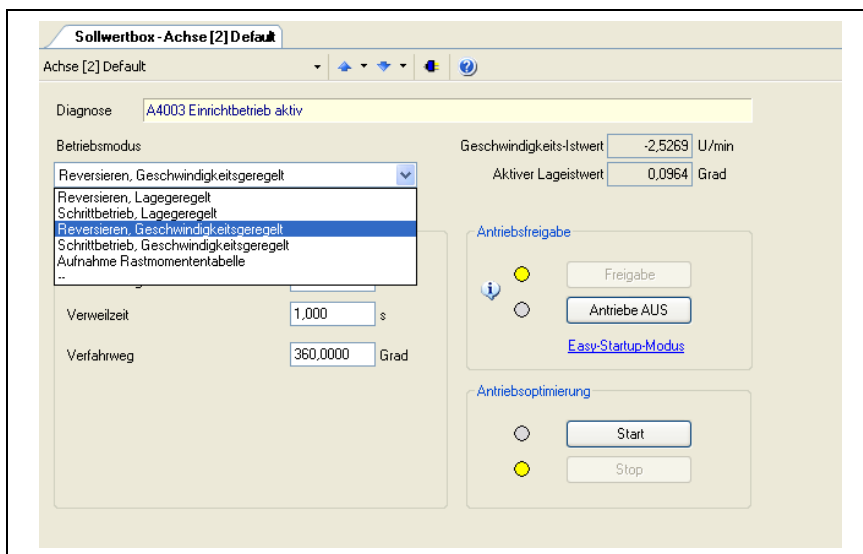 Sollwertbox - Achse [2] Default
Achse [2] Default
Diagnose A4003 Einrichtbetrieb aktiv
Betriebsmodus
Reversieren, Geschwindigkeitsgeregelt
Reversieren, Lagegeregelt
Schrittbetrieb, Lagegeregelt
Reversieren, Geschwindigkeitsgeregelt
Schrittbetrieb, Geschwindigkeitsgeregelt
Aufnahme Rastmomententabelle
--
Verweilzeit 1,000 s
Verfahrweg 360,0000 Grad
Geschwindigkeits-Istwert -2,5269 U/min
Aktiver Lageistwert 0,0964 Grad
Antriebsfreigabe
Freigabe
Antriebe AUS
Easy-Startup-Modus
Antriebsoptimierung
Start
Stop